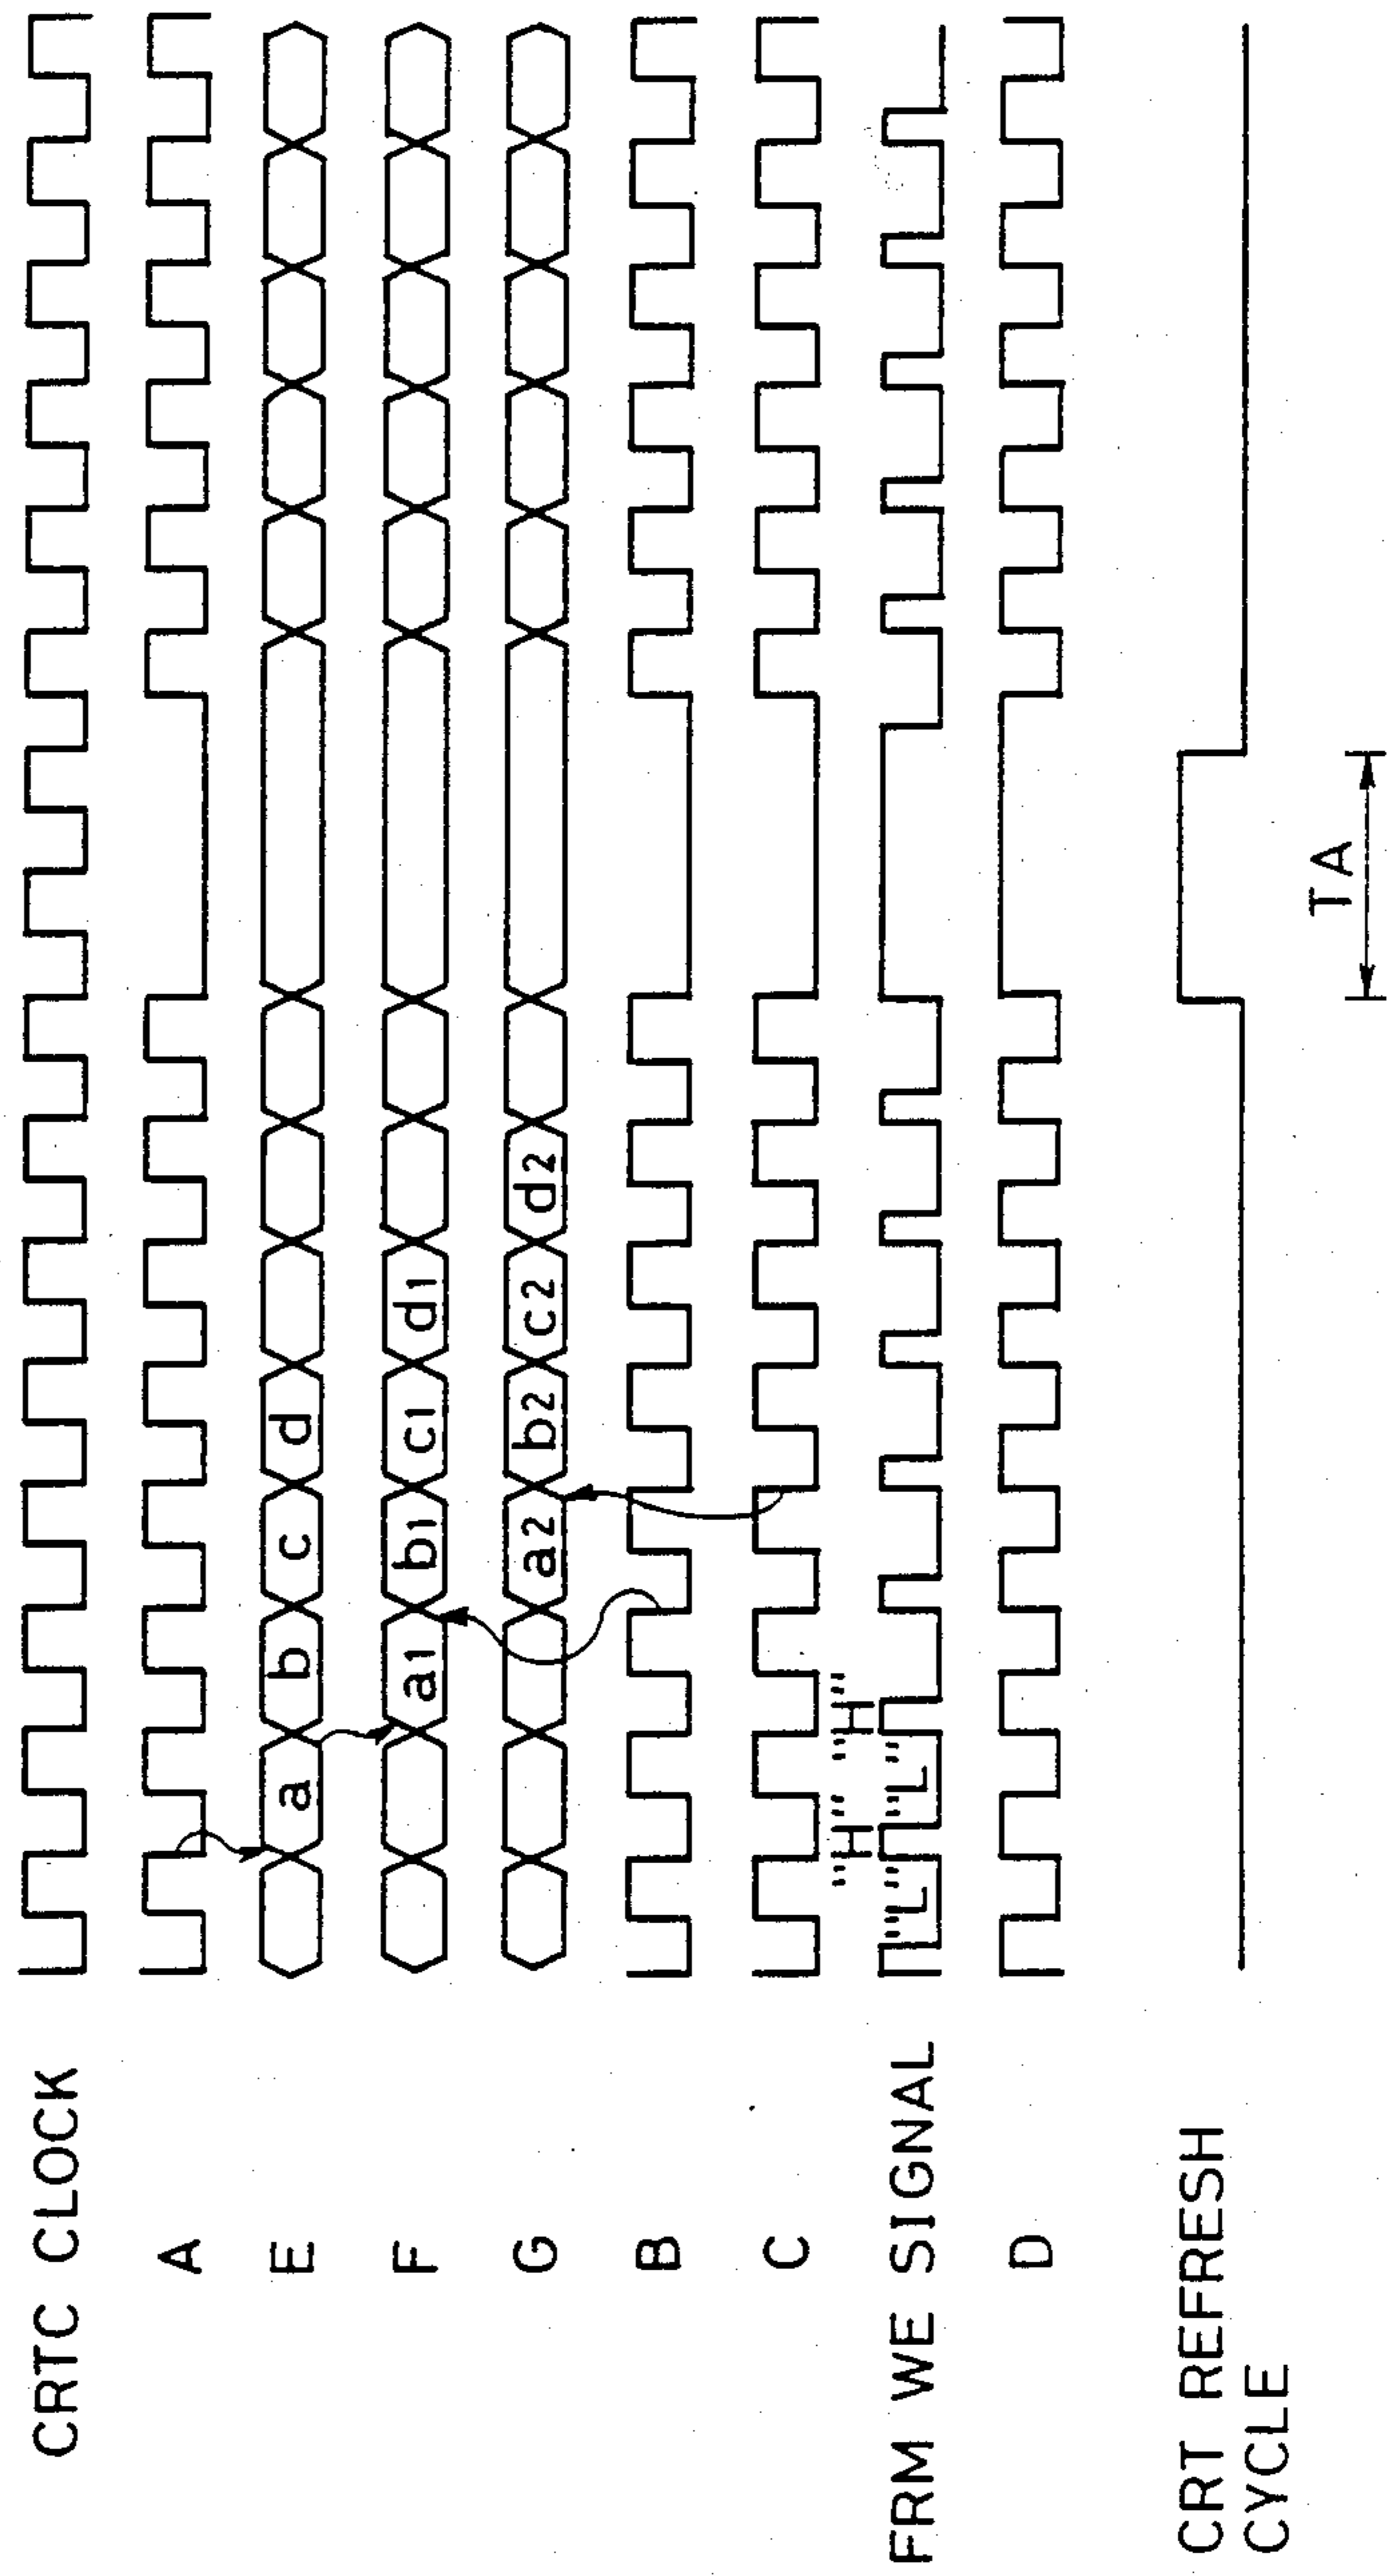 CRTC CLOCK
A
E a b c d
F a1 b1 c1 d1
G a2 b2 c2 d2
B
C
"H" "H"
FRM WE SIGNAL "L" "L"
D
CRT REFRESH
CYCLE
TA